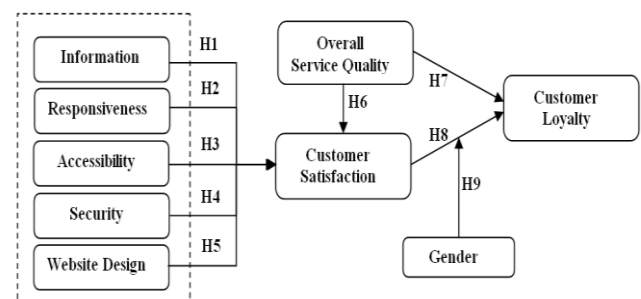 Information
H1
Responsiveness
H2
Accessibility
H3
Security
H4
Website Design
H5
Overall
Service Quality
H6
Customer
Satisfaction
H7
H8
Customer
Loyalty
H9
Gender